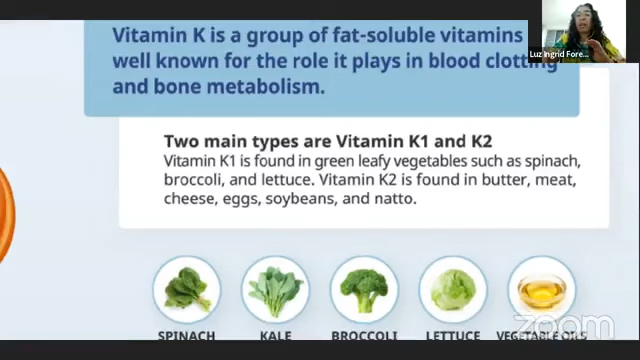 Vitamin K is a group of fat-soluble vitamins
well known for the role it plays in blood clotting
and bone metabolism.
Luz Ingrid Fore...
Two main types are Vitamin K1 and K2
Vitamin K1 is found in green leafy vegetables such as spinach,
broccoli, and lettuce. Vitamin K2 is found in butter, meat,
cheese, eggs, soybeans, and natto.
SPINACH KALE BROCCOLI LETTUCE VEGETABLE OILS
zoom